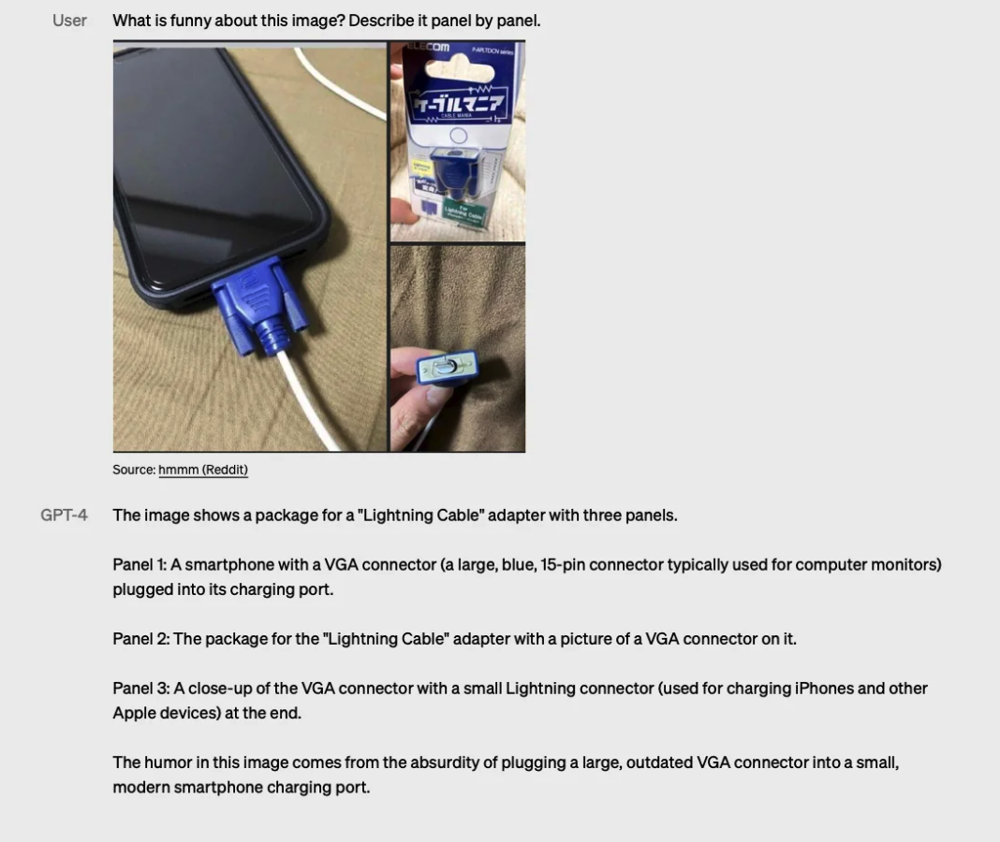 User
What is funny about this image? Describe it panel by panel.
ELECOM
P-APLTDCN series
ケーブルマニア
CABLE MANIA
Lightning
For
Lightning Cable
Source: hmmm (Reddit)
GPT-4
The image shows a package for a "Lightning Cable" adapter with three panels.
Panel 1: A smartphone with a VGA connector (a large, blue, 15-pin connector typically used for computer monitors)
plugged into its charging port.
Panel 2: The package for the "Lightning Cable" adapter with a picture of a VGA connector on it.
Panel 3: A close-up of the VGA connector with a small Lightning connector (used for charging iPhones and other
Apple devices) at the end.
The humor in this image comes from the absurdity of plugging a large, outdated VGA connector into a small,
modern smartphone charging port.